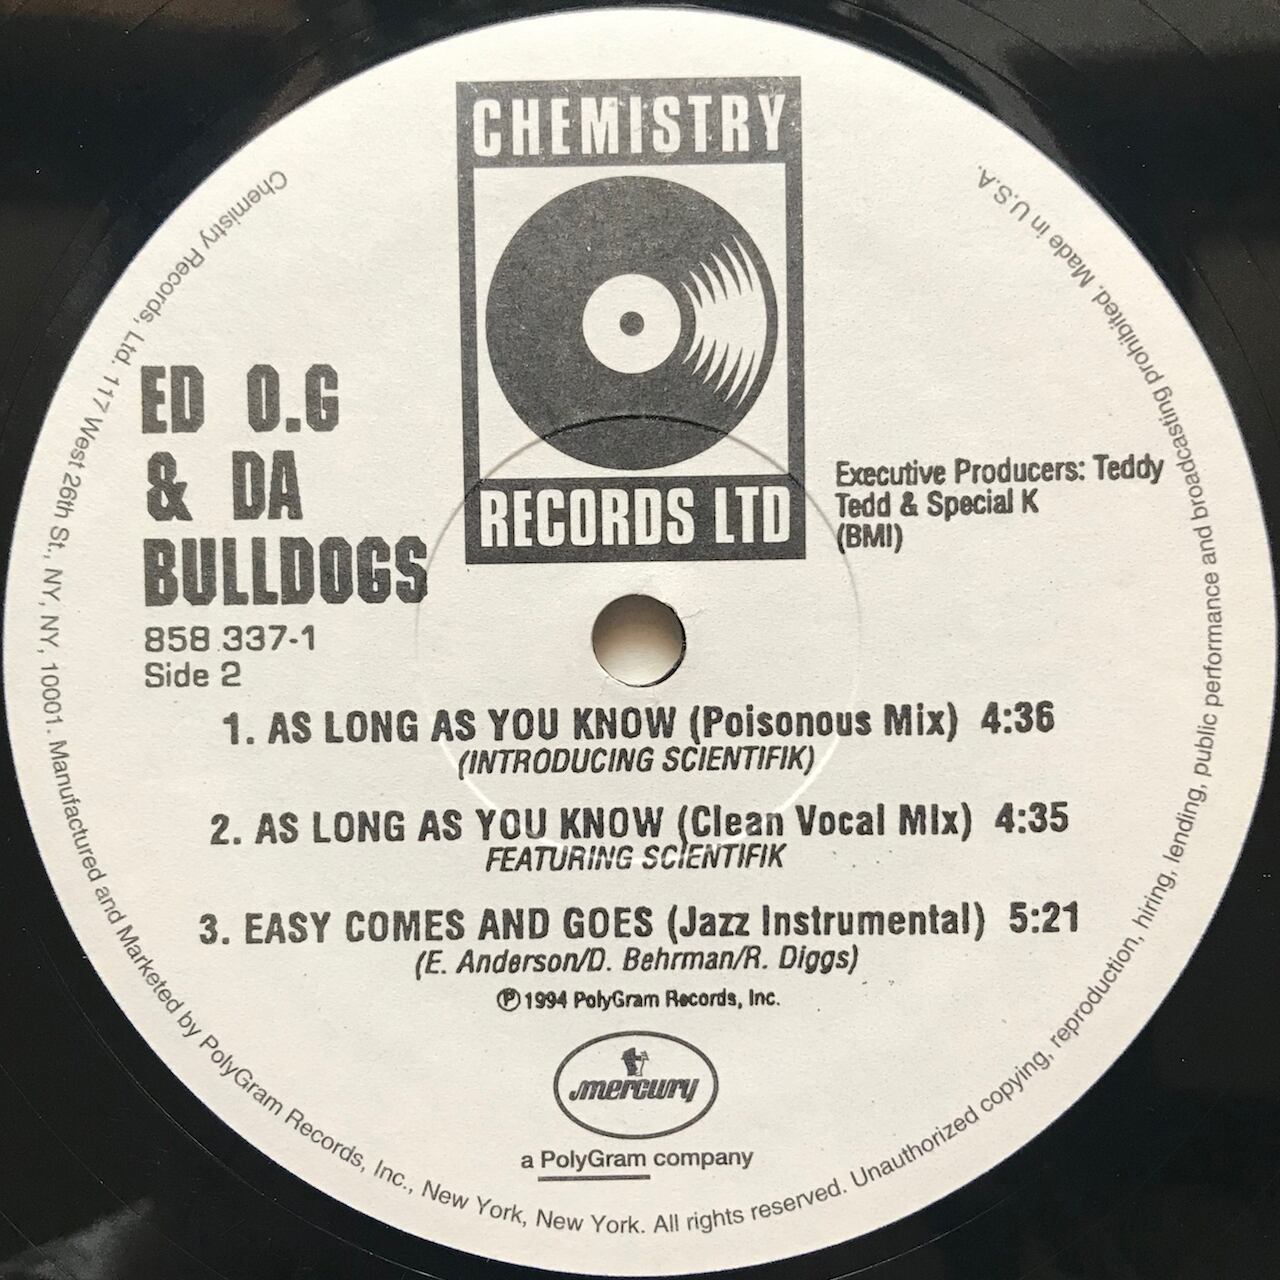 CHEMISTRY
RECORDS LTD
ED O.G
& DA
BULLDOGS
858 337-1
Side 2
Executive Producers: Teddy
Tedd & Special K
(BMI)
1. AS LONG AS YOU KNOW (Poisonous Mix) 4:36
(INTRODUCING SCIENTIFIK)
2. AS LONG AS YOU KNOW (Clean Vocal MIx) 4:35
FEATURING SCIENTIFIK
3. EASY COMES AND GOES (Jazz Instrumental) 5:21
(E. Anderson/D. Behrman/R. Diggs)
Ⓟ 1994 PolyGram Records, Inc.
mercury
a PolyGram company
Chemistry Records, Ltd. 117 West 26th St., NY, NY, 10001. Manufactured and Marketed by PolyGram Records, Inc., New York, New York. All rights reserved. Unauthorized copying, reproduction, hiring, lending, public performance and broadcasting prohibited. Made in U.S.A.